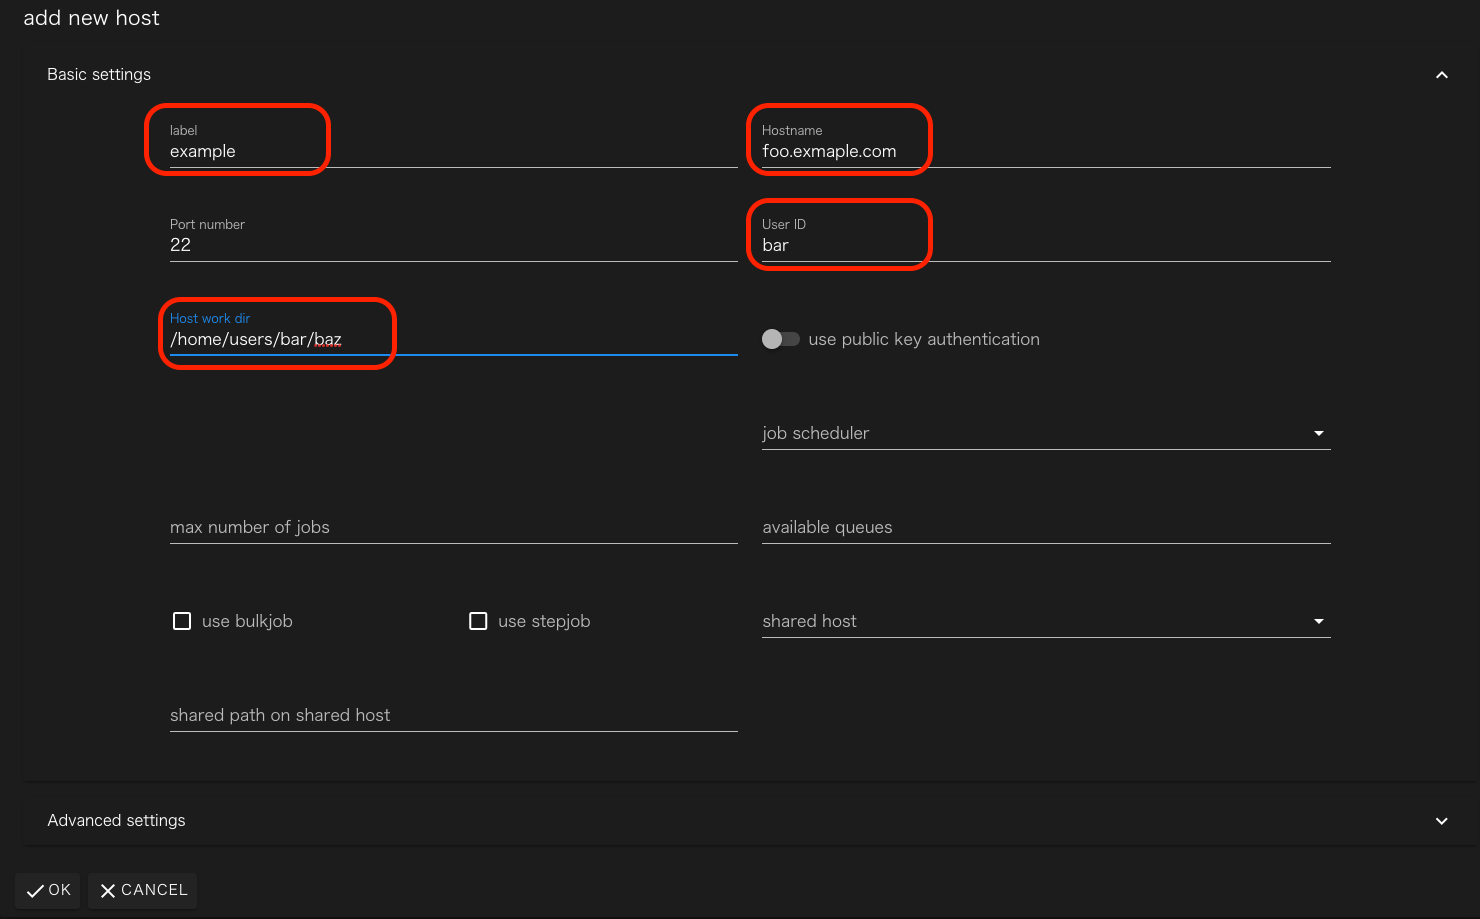 add new host
Basic settings
label
example
Hostname
foo.exmaple.com
Port number
22
User ID
bar
Host work dir
/home/users/bar/baz
use public key authentication
job scheduler
max number of jobs
available queues
use bulkjob
use stepjob
shared host
shared path on shared host
Advanced settings
OK
CANCEL